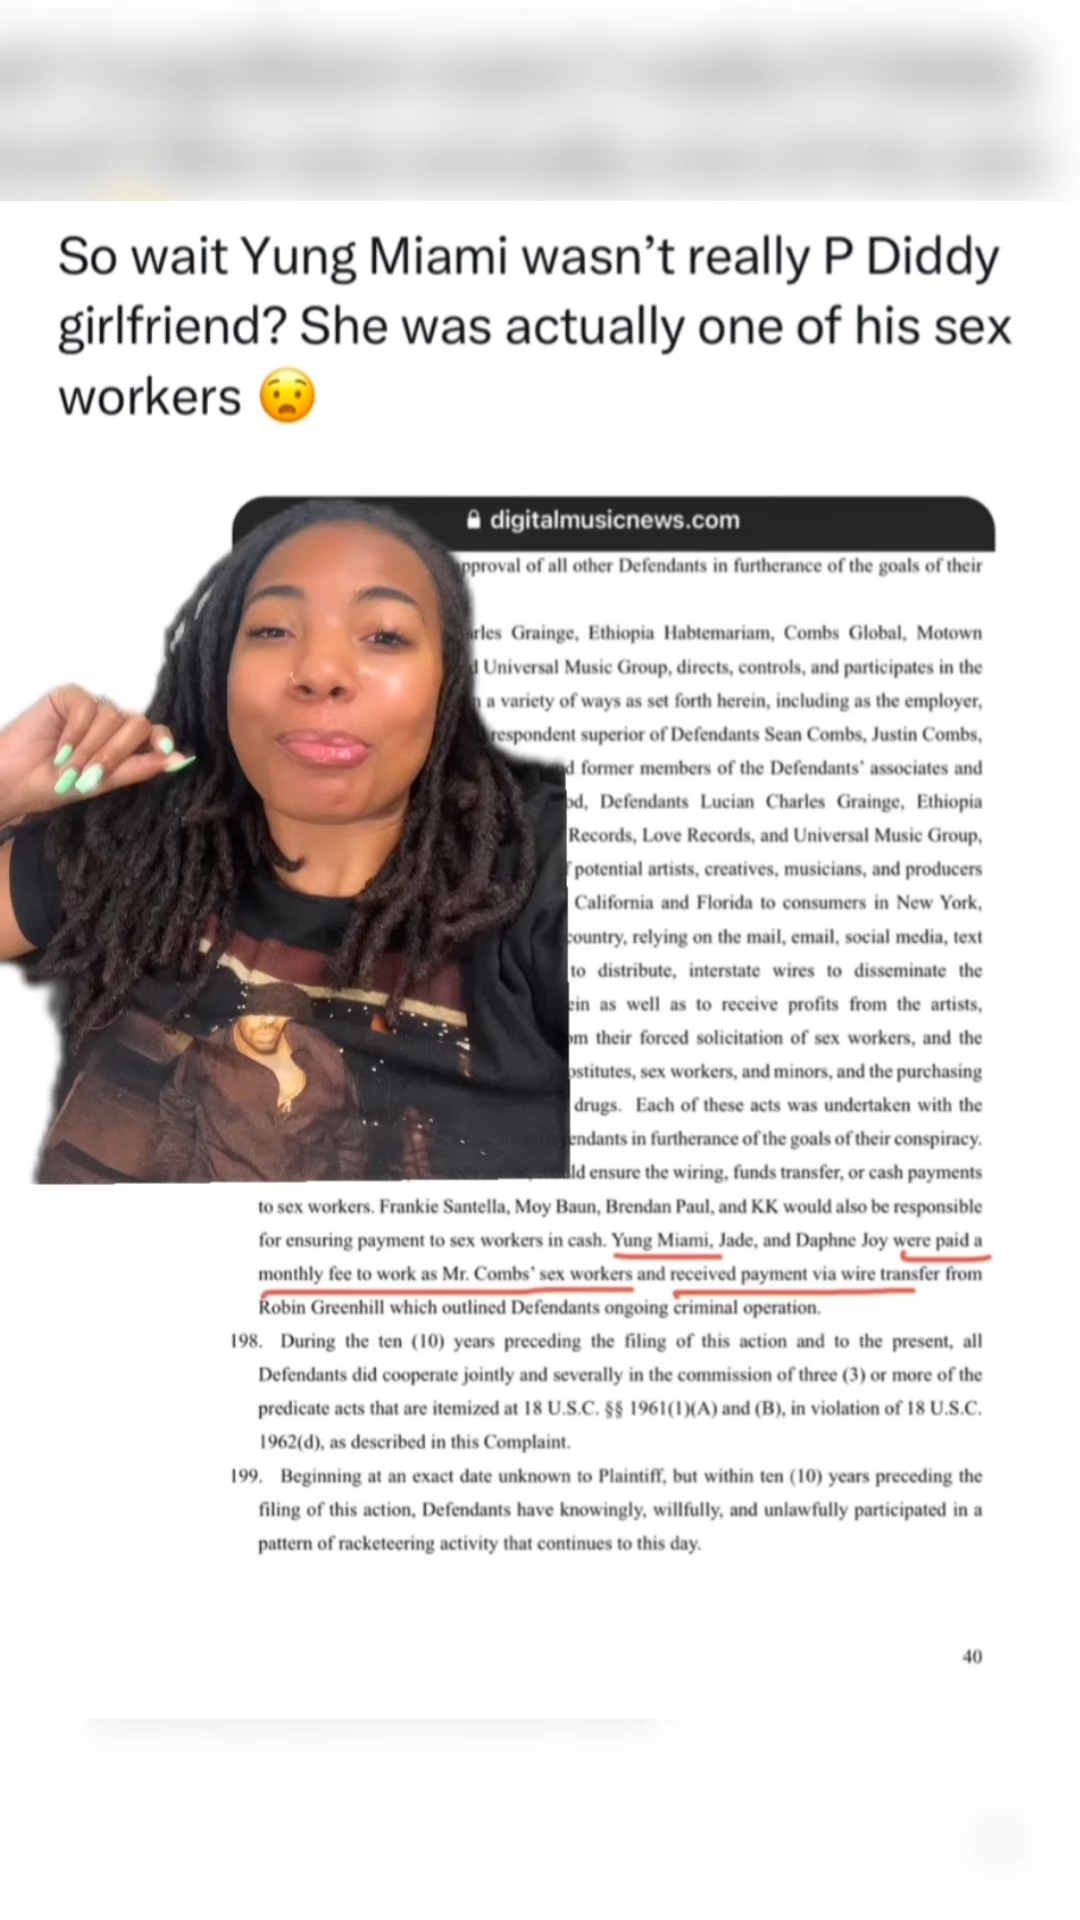 So wait Yung Miami wasn’t really P Diddy
girlfriend? She was actually one of his sex
workers 😧
digitalmusicnews.com
pproval of all other Defendants in furtherance of the goals of their
rles Grainge, Ethiopia Habtemariam, Combs Global, Motown
Universal Music Group, directs, controls, and participates in the
a variety of ways as set forth herein, including as the employer,
respondent superior of Defendants Sean Combs, Justin Combs,
d former members of the Defendants’ associates and
od, Defendants Lucian Charles Grainge, Ethiopia
Records, Love Records, and Universal Music Group,
potential artists, creatives, musicians, and producers
California and Florida to consumers in New York,
country, relying on the mail, email, social media, text
to distribute, interstate wires to disseminate the
ein as well as to receive profits from the artists,
om their forced solicitation of sex workers, and the
ostitutes, sex workers, and minors, and the purchasing
drugs. Each of these acts was undertaken with the
endants in furtherance of the goals of their conspiracy.
ld ensure the wiring, funds transfer, or cash payments
to sex workers. Frankie Santella, Moy Baun, Brendan Paul, and KK would also be responsible
for ensuring payment to sex workers in cash. Yung Miami, Jade, and Daphne Joy were paid a
monthly fee to work as Mr. Combs’ sex workers and received payment via wire transfer from
Robin Greenhill which outlined Defendants ongoing criminal operation.
198. During the ten (10) years preceding the filing of this action and to the present, all
Defendants did cooperate jointly and severally in the commission of three (3) or more of the
predicate acts that are itemized at 18 U.S.C. §§ 1961(1)(A) and (B), in violation of 18 U.S.C.
1962(d), as described in this Complaint.
199. Beginning at an exact date unknown to Plaintiff, but within ten (10) years preceding the
filing of this action, Defendants have knowingly, willfully, and unlawfully participated in a
pattern of racketeering activity that continues to this day.
40